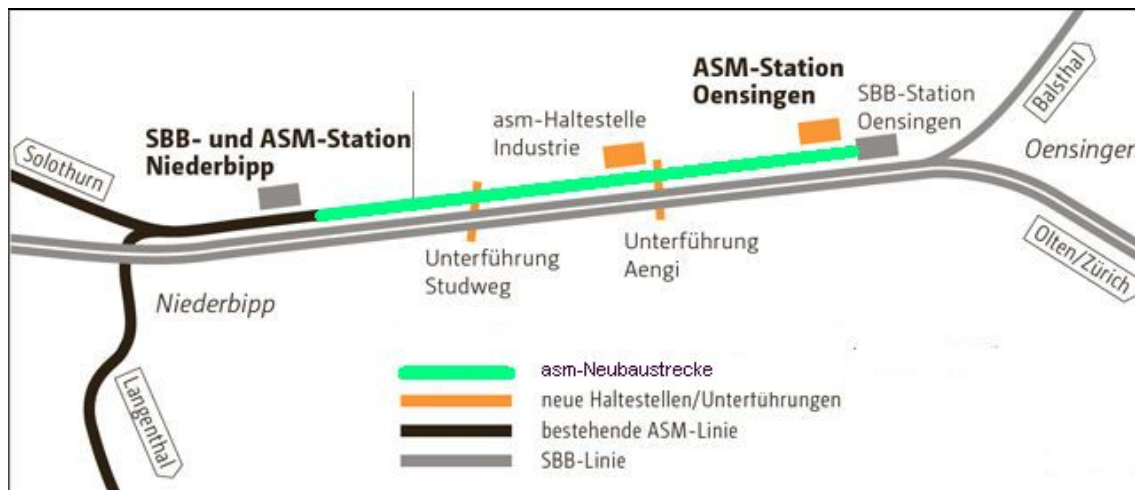 ASM-Station
Oensingen
SBB-Station
Oensingen
Balsthal
Oensingen
SBB- und ASM-Station
Niederbipp
asm-Haltestelle
Industrie
Solothurn
Unterführung
Studweg
Unterführung
Aengi
Olten/Zürich
Niederbipp
Langenthal
asm-Neubaustrecke
neue Haltestellen/Unterführungen
bestehende ASM-Linie
SBB-Linie